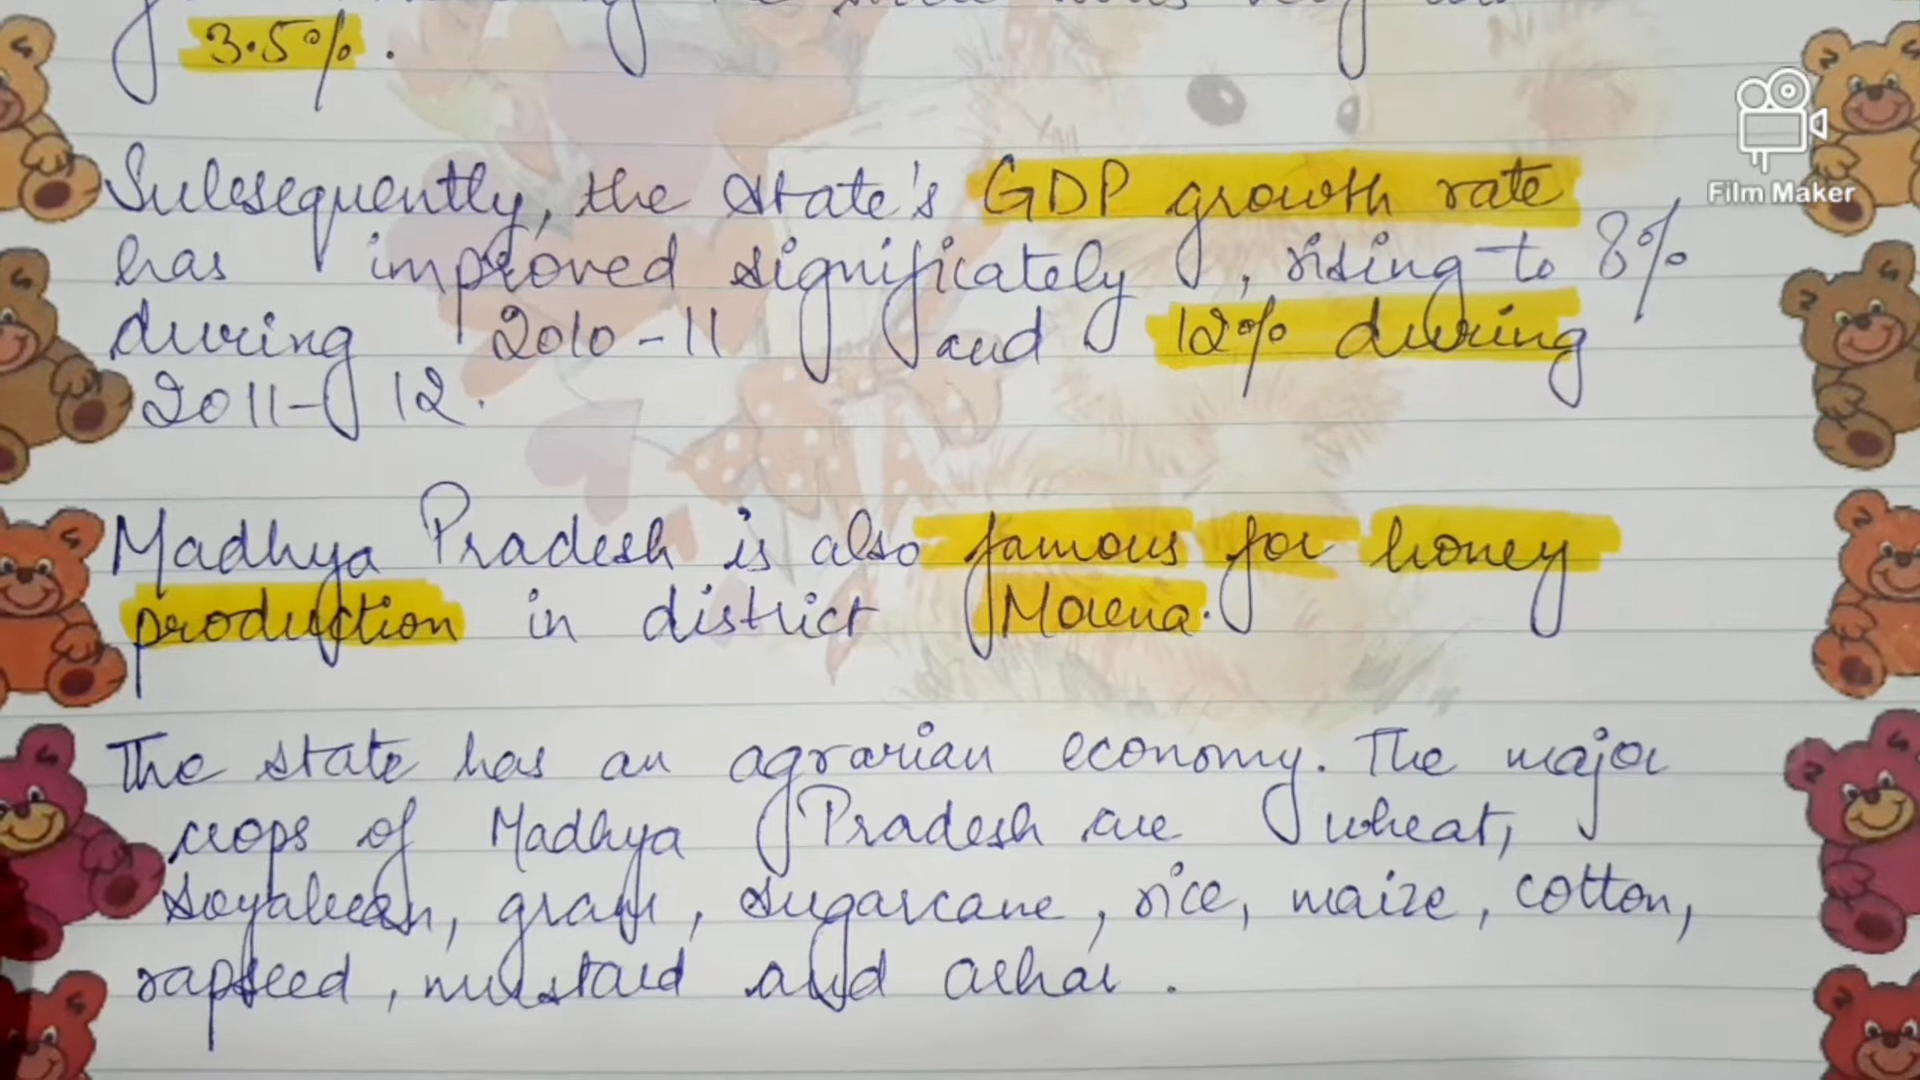 3.5%.
Subsequently, the state's GDP growth rate
has improved significately, rising to 8%
during 2010-11 and 12% during
2011-12.
Madhya Pradesh is also famous for honey
production in district Morena.
The state has an agrarian economy. The major
crops of Madhya Pradesh are wheat,
soyabean, gram, sugarcane, rice, maize, cotton,
rapseed, mustard and arhar.
Film Maker